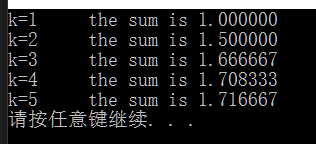 k=1    the sum is 1.000000
k=2    the sum is 1.500000
k=3    the sum is 1.666667
k=4    the sum is 1.708333
k=5    the sum is 1.716667
请按任意键继续. . .